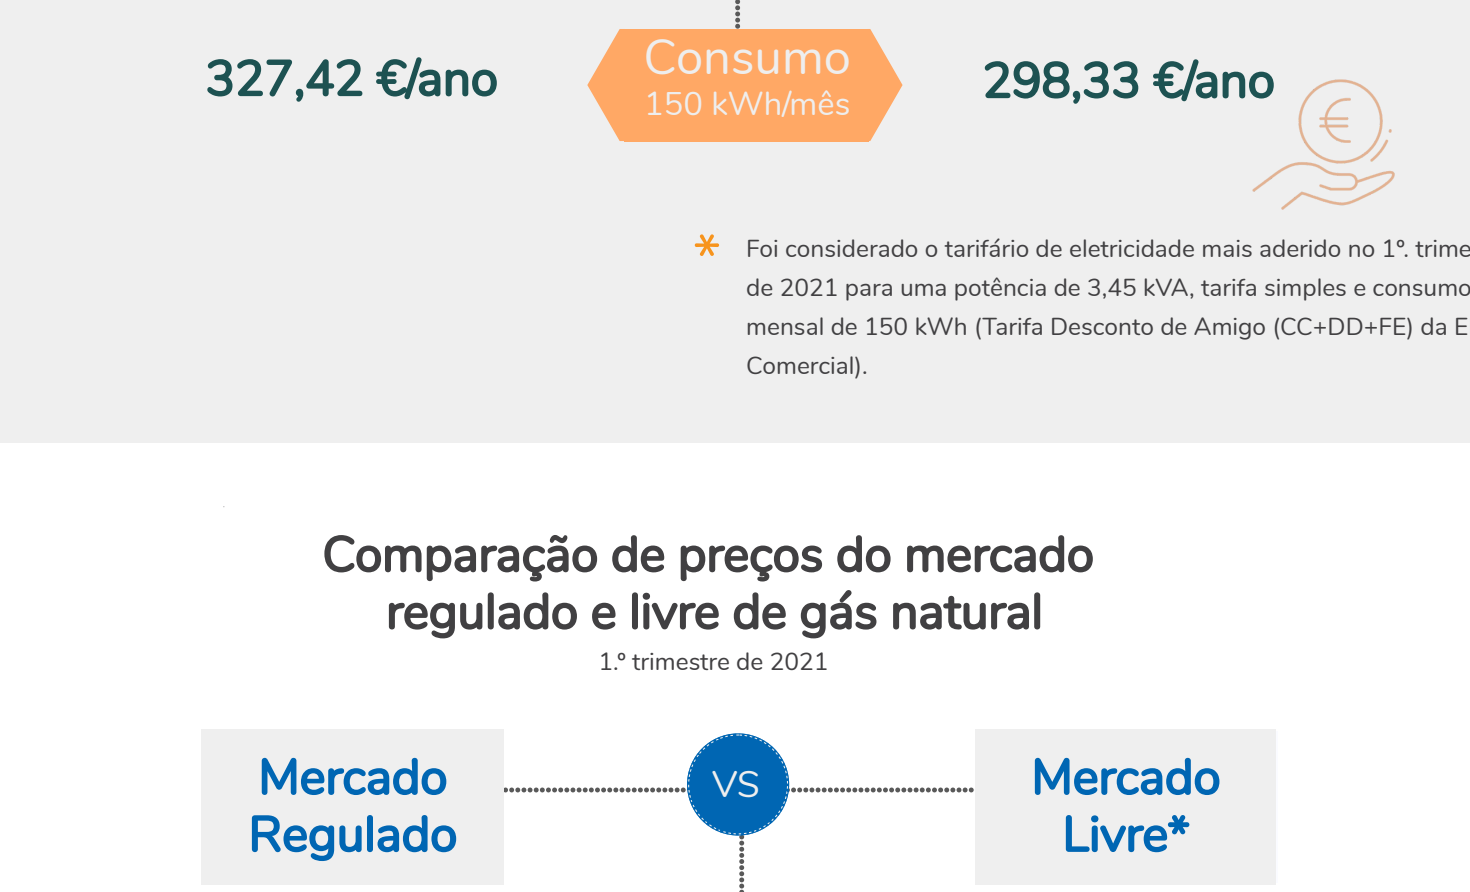 327,42 €/ano
Consumo
150 kWh/mês
298,33 €/ano
€
* Foi considerado o tarifário de eletricidade mais aderido no 1º. trime
de 2021 para uma potência de 3,45 kVA, tarifa simples e consumo
mensal de 150 kWh (Tarifa Desconto de Amigo (CC+DD+FE) da E
Comercial).
Comparação de preços do mercado
regulado e livre de gás natural
1.º trimestre de 2021
Mercado
Regulado
VS
Mercado
Livre*